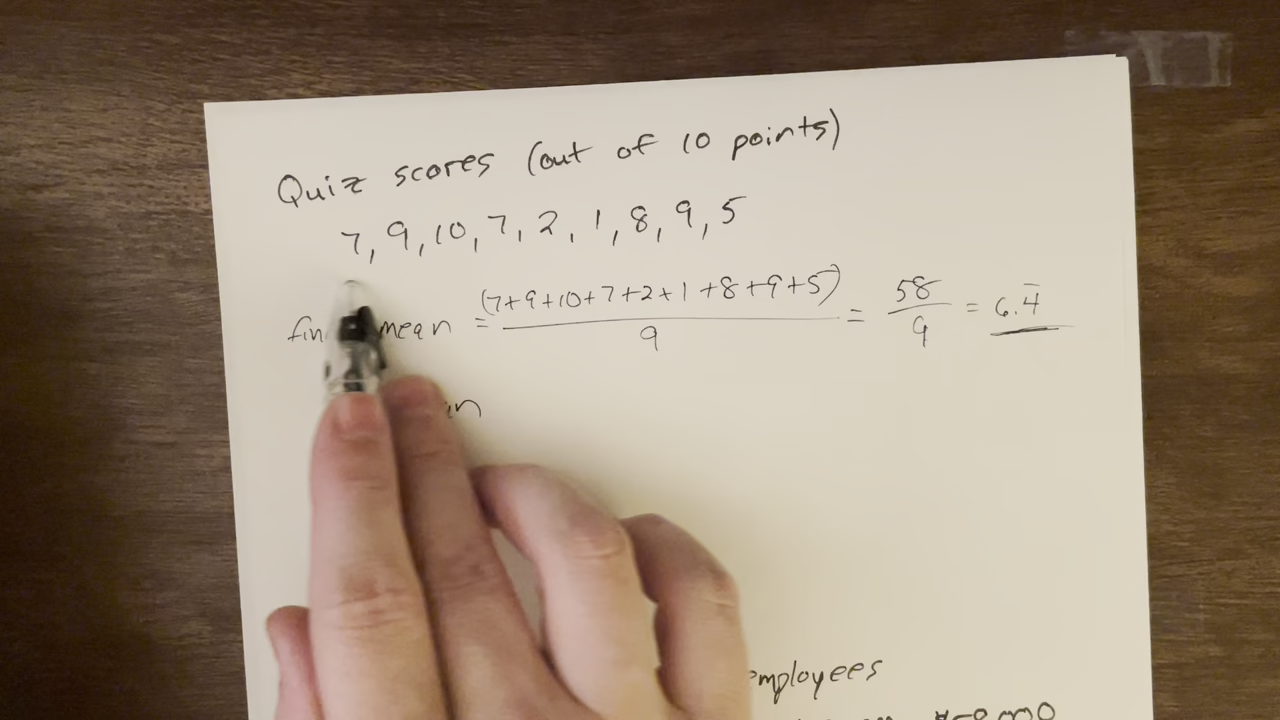 Quiz scores (out of 10 points)
7, 9, 10, 7, 2, 1, 8, 9, 5
mean = (7+9+10+7+2+1+8+9+5) / 9 = 58/9 = 6.4̅
employees